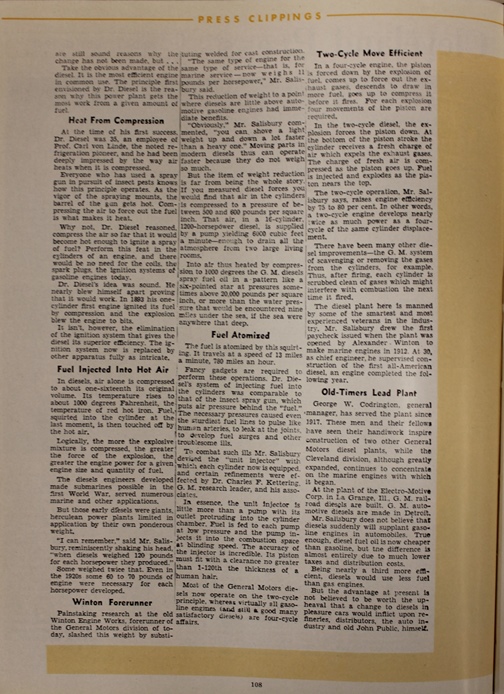 PRESS CLIPPINGS
are still sound reasons why the
change has not been made, but . . .
Take the obvious advantage of the
diesel. It is the most efficient engine
in common use. The principle first
envisioned by Dr. Diesel is the rea-
son why this power plant gets the
most work from a given amount of
fuel.
Heat From Compression
At the time of his first success,
Dr. Diesel was 35, an employee of
Prof. Carl von Linde, the noted re-
frigeration pioneer, and he had been
deeply impressed by the way air
heats when it is compressed.
Everyone who has used a spray
gun in pursuit of insect pests knows
how this principle operates. As the
vigor of the spraying mounts, the
barrel of the gun gets hot. Com-
pressing the air to force out the fuel
is what makes it heat.
Why not, Dr. Diesel reasoned,
compress the air so far that it would
become hot enough to ignite a spray
of fuel? Perform this feat in the
cylinders of an engine, and there
would be no need for the coils, the
spark plugs, the ignition systems of
gasoline engines today.
Dr. Diesel's idea was sound. He
nearly blew himself apart proving
that it would work. In 1893 his one-
cylinder first engine ignited its fuel
by compression and the explosion
blew the engine to bits.
It isn't, however, the elimination
of the ignition system that gives the
diesel its superior efficiency. The ig-
nition system now is replaced by
other apparatus fully as intricate.
Fuel Injected Into Hot Air
In diesels, air alone is compressed
to about one-sixteenth its original
volume. Its temperature rises to
about 1000 degrees Fahrenheit, the
temperature of red hot iron. Fuel,
squirted into the cylinder at the
last moment, is then touched off by
the hot air.
Logically, the more explosive
mixture is compressed, the greater
the force of the explosion, the
greater the engine power for a given
engine size and quantity of fuel.
The diesels engineers developed
made submarines possible in the
first World War, served numerous
marine and other applications.
But those early diesels were giants,
herculean power plants limited in
application by their own ponderous
weight.
"I can remember," said Mr. Salis-
bury, reminiscently shaking his head,
"when diesels weighed 120 pounds
for each horsepower they produced."
Some weighed twice that. Even in
the 1920s some 60 to 70 pounds of
engine were necessary for each
horsepower developed.
Winton Forerunner
Painstaking research at the old
Winton Engine Works, forerunner of
the General Motors division of to-
day, slashed this weight by substi-
tuting welded for cast construction.
"The same type of engine for the
same type of service—that is, for
marine service—now weighs 11
pounds per horsepower," Mr. Salis-
bury said.
This reduction of weight to a point
where diesels are little above auto-
motive gasoline engines had imme-
diate benefits.
"Obviously," Mr. Salisbury com-
mented, "you can shove a light
weight up and down a lot faster
than a heavy one." Moving parts in
modern diesels thus can operate
faster because they do not weigh
so much.
But the item of weight reduction
is far from being the whole story.
If you measured diesel forces you
would find that air in the cylinders
is compressed to a pressure of be-
tween 500 and 600 pounds per square
inch. That air, in a 16-cylinder,
1200-horsepower diesel, is supplied
by a pump yielding 6000 cubic feet
a minute—enough to drain all the
atmosphere from two large living
rooms.
Into air thus heated by compres-
sion to 1000 degrees the G. M. diesels
spray fuel oil in a pattern like a
six-pointed star at pressures some-
times above 20,000 pounds per square
inch, or more than the water pres-
sure that would be encountered nine
miles under the sea, if the sea were
anywhere that deep.
Fuel Atomized
The fuel is atomized by this squirt-
ing. It travels at a speed of 13 miles
a minute, 780 miles an hour.
Fancy gadgets are required to
perform these operations. Dr. Die-
sel's system of injecting fuel into
the cylinders was comparable to
that of the insect spray gun, which
puts air pressure behind the "fuel."
The necessary pressures caused even
the sturdiest fuel lines to pulse like
human arteries, to leak at the joints,
to develop fuel surges and other
troublesome ills.
To combat such ills Mr. Salisbury
devised the "unit injector" with
which each cylinder now is equipped,
and certain refinements were ef-
fected by Dr. Charles F. Kettering,
G. M. research leader, and his asso-
ciates.
In essence, the unit injector is
little more than a pump with its
outlet protruding into the cylinder
chamber. Fuel is fed to each pump
at low pressure and the pump in-
jects it into the combustion space
at blinding speed. The accuracy of
the injector is incredible. Its piston
must fit with a clearance no greater
than 1-120th the thickness of a
human hair.
Most of the General Motors die-
sels now operate on the two-cycle
principle, whereas virtually all gaso-
line engines (and still a good many
satisfactory diesels) are four-cycle
affairs.
Two-Cycle Move Efficient
In a four-cycle engine, the piston
is forced down by the explosion of
fuel, comes up to force out the ex-
haust gases, descends to draw in
more fuel, goes up to compress it
before it fires. For each explosion
four movements of the piston are
required.
In the two-cycle diesel, the ex-
plosion forces the piston down. At
the bottom of the piston stroke the
cylinder receives a fresh charge of
air which expels the exhaust gases.
The charge of fresh air is com-
pressed as the piston goes up. Fuel
is injected and explodes as the pis-
ton nears the top.
The two-cycle operation, Mr. Sal-
isbury says, raises engine efficiency
by 75 to 80 per cent. In other words,
a two-cycle engine develops nearly
twice as much power as a four-
cycle of the same cylinder displace-
ment.
There have been many other die-
sel improvements—the G. M. system
of scavenging or removing the gases
from the cylinders, for example.
Thus, after firing, each cylinder is
scrubbed clean of gases which might
interfere with combustion the next
time it fired.
The diesel plant here is manned
by some of the smartest and most
experienced veterans in the indus-
try. Mr. Salisbury drew the first
paycheck issued when the plant was
opened by Alexander Winton to
make marine engines in 1912. At 30,
as chief engineer, he supervised con-
struction of the first all-American
diesel, an engine completed the fol-
lowing year.
Old-Timers Lead Plant
George W. Codrington, general
manager, has served the plant since
1917. These men and their fellows
have seen their handiwork inspire
construction of two other General
Motors diesel plants, while the
Cleveland division, although greatly
expanded, continues to concentrate
on the marine engines with which
it began.
At the plant of the Electro-Motive
Corp. in La Grange, Ill., G. M. rail-
road diesels are built. G. M. auto-
motive diesels are made in Detroit.
Mr. Salisbury does not believe that
diesels suddenly will supplant gaso-
line engines in automobiles. True
enough, diesel fuel oil is now cheaper
than gasoline, but the difference is
almost entirely due to much lower
taxes and distribution costs.
Being nearly a third more effi-
cient, diesels would use less fuel
than gas engines.
But the advantage at present is
not believed to be worth the up-
heaval that a change to diesels in
pleasure cars would inflict upon re-
fineries, distributors, the auto in-
dustry and old John Public, himself.
108